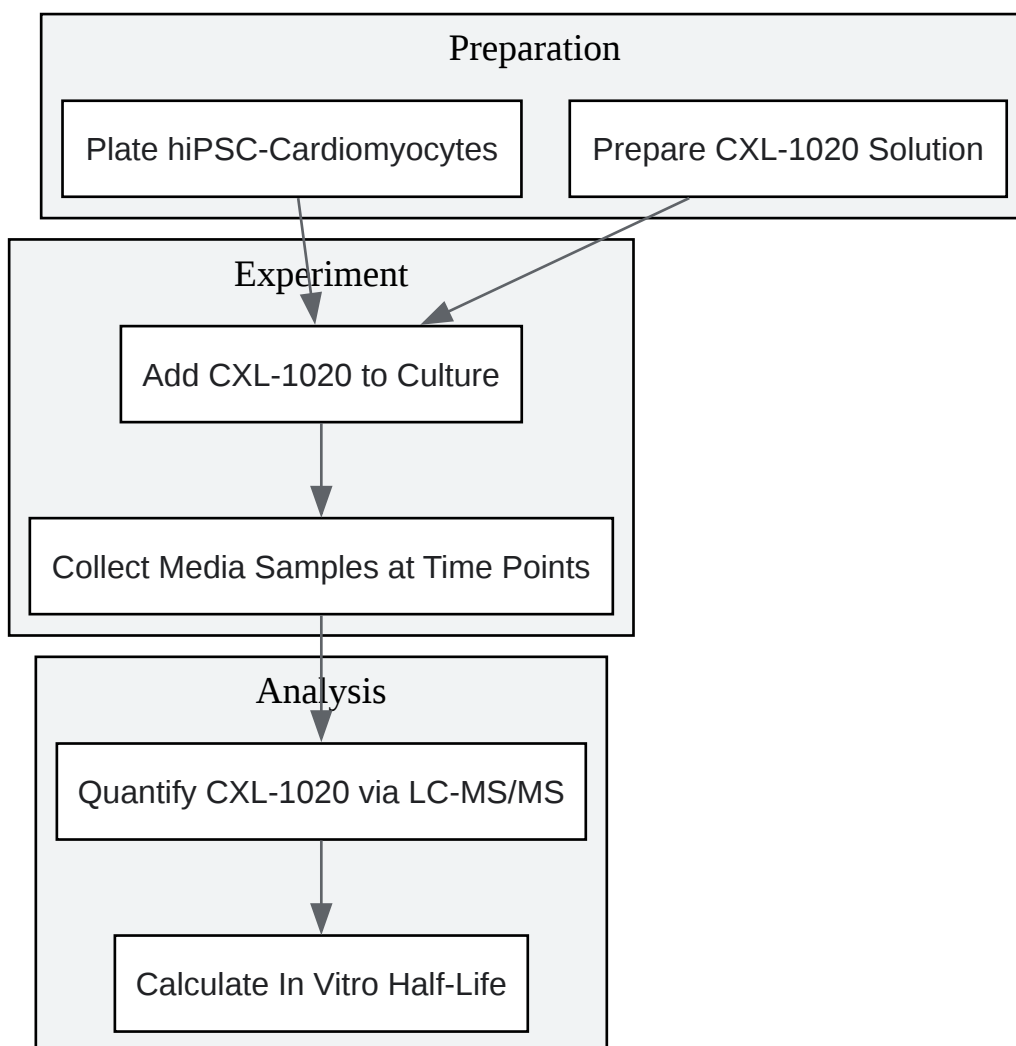 Preparation
Plate hiPSC-Cardiomyocytes
Prepare CXL-1020 Solution
Experiment
Add CXL-1020 to Culture
Collect Media Samples at Time Points
Analysis
Quantify CXL-1020 via LC-MS/MS
Calculate In Vitro Half-Life